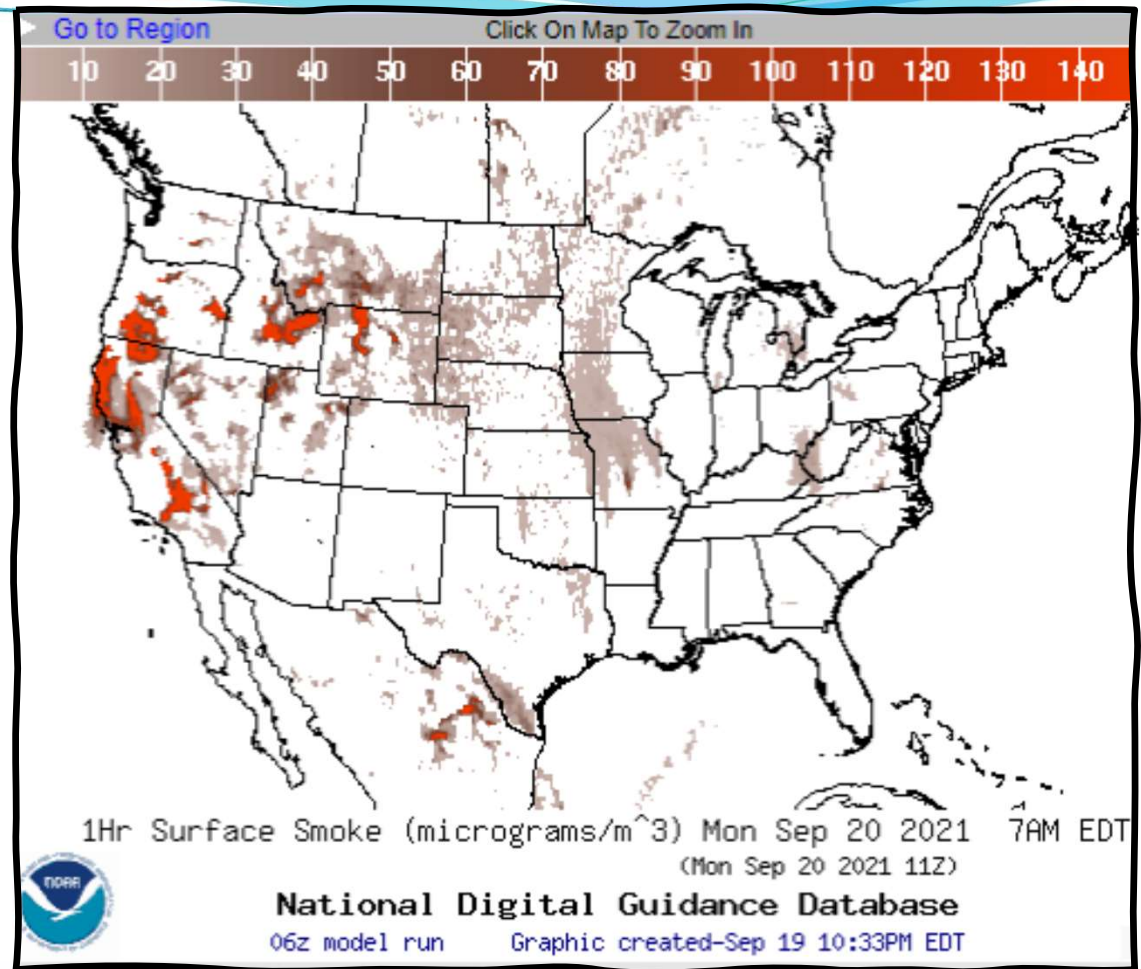 Go to Region Click On Map To Zoom In
10 20 30 40 50 60 70 80 90 100 110 120 130 140
1Hr Surface Smoke (micrograms/m^3) Mon Sep 20 2021 7AM EDT
(Mon Sep 20 2021 11Z)
NOAA
National Digital Guidance Database
06z model run Graphic created-Sep 19 10:33PM EDT